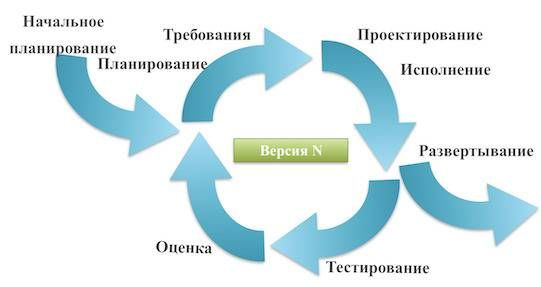 Начальное
планирование
Требования
Планирование
Проектирование
Исполнение
Версия N
Развертывание
Оценка
Тестирование